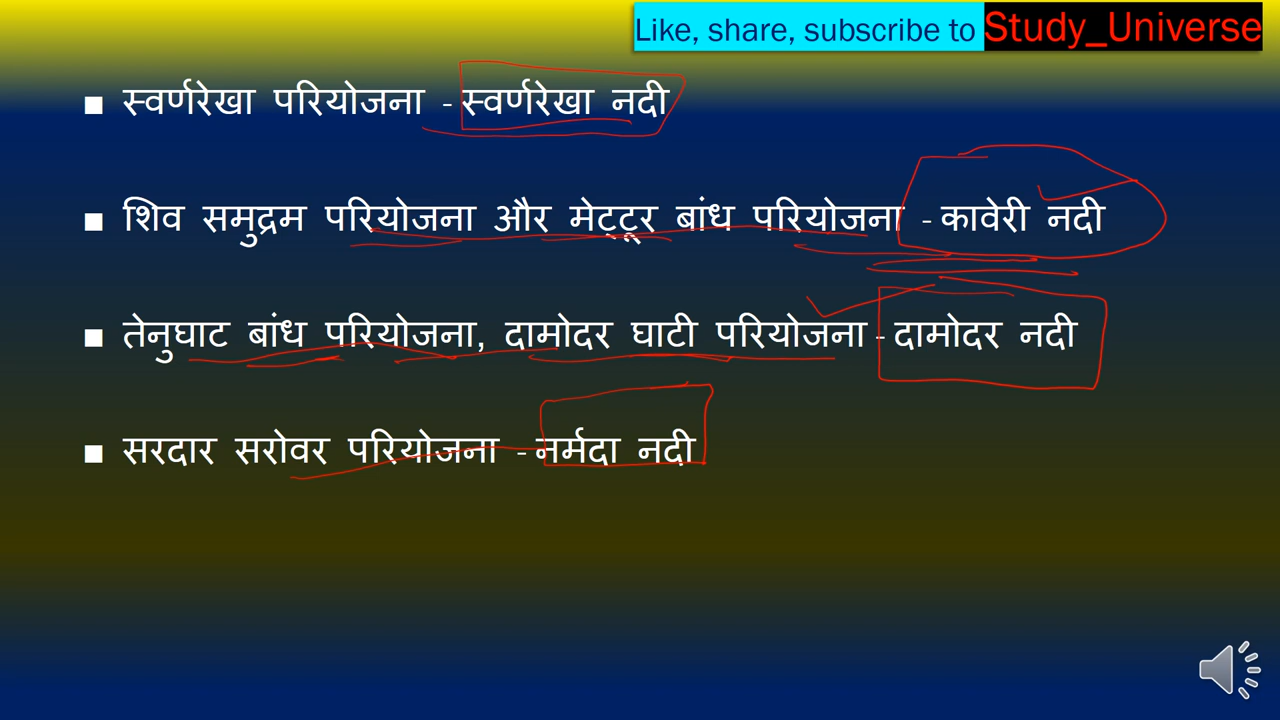 Like, share, subscribe to Study_Universe
▪ स्वर्णरेखा परियोजना - स्वर्णरेखा नदी
▪ शिव समुद्रम परियोजना और मेट्टूर बांध परियोजना - कावेरी नदी
▪ तेनुघाट बांध परियोजना, दामोदर घाटी परियोजना - दामोदर नदी
▪ सरदार सरोवर परियोजना - नर्मदा नदी